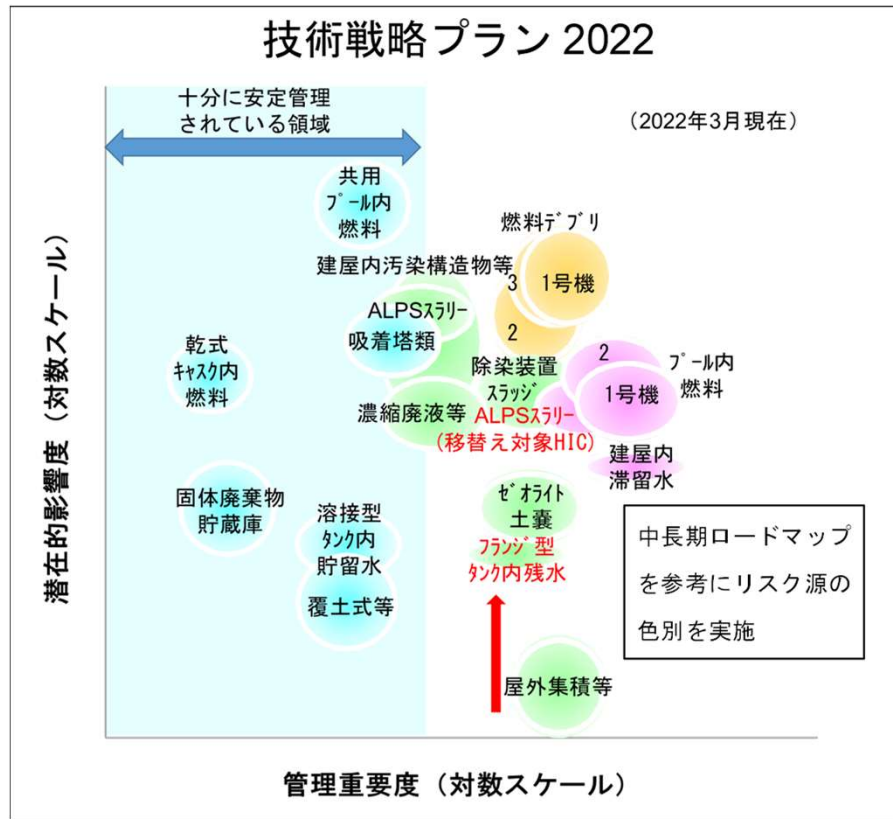 技術戦略プラン 2022
十分に安定管理
されている領域
（2022年3月現在）
共用
プール内
燃料
燃料デブリ
建屋内汚染構造物等
3
1号機
ALPSスラリー
2
吸着塔類
乾式
キャスク内
燃料
除染装置
スラッジ
2
プール内
燃料
1号機
濃縮廃液等
ALPSスラリー
(移替え対象HIC)
建屋内
滞留水
固体廃棄物
貯蔵庫
ゼオライト
土嚢
溶接型
タンク内
貯留水
フランジ型
タンク内残水
中長期ロードマップ
を参考にリスク源の
色別を実施
覆土式等
屋外集積等
潜在的影響度（対数スケール）
管理重要度（対数スケール）